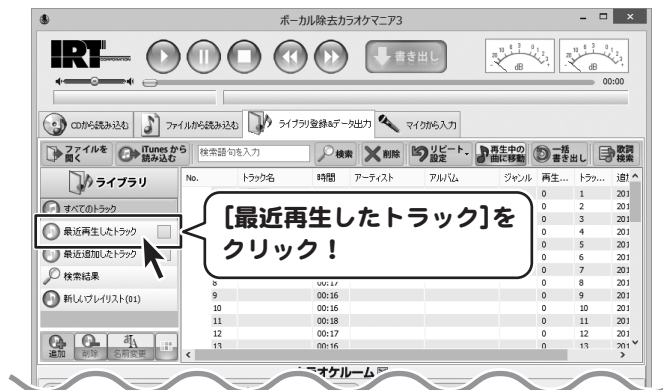 ボーカル除去カラオケマニア3
IRT CORPORATION
書き出し
dB
dB
00:00
CDから読み込む
ファイルから読み込む
ライブラリ登録&データ出力
マイクから入力
ファイルを開く
iTunesから読み込む
検索語句を入力
検索
削除
リピート設定
再生中の曲に移動
一括書き出し
歌詞検索
ライブラリ
No. トラック名 時間 アーティスト アルバム ジャンル 再生... トラッ... 追加
すべてのトラック
最近再生したトラック
最近追加したトラック
検索結果
新しいプレイリスト(01)
[最近再生したトラック]を
クリック！
0 1 201
0 2 201
0 3 201
0 4 201
0 5 201
0 6 201
0 7 201
8 00:17 0 8 201
9 00:16 0 9 201
10 00:16 0 10 201
11 00:18 0 11 201
12 00:17 0 12 201
13 00:16 0 13 201
追加
削除
名前変更
カラオケルーム